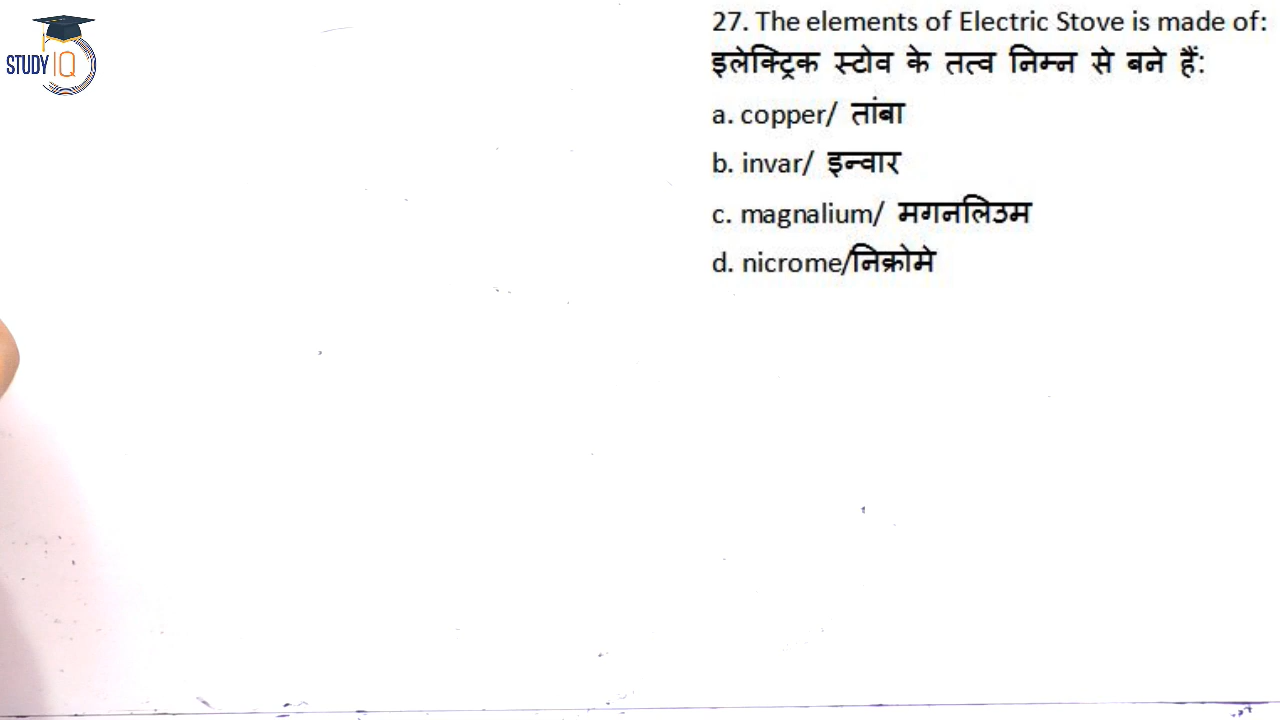 STUDY IQ
27. The elements of Electric Stove is made of:
इलेक्ट्रिक स्टोव के तत्व निम्न से बने हैं:
a. copper/ तांबा
b. invar/ इन्वार
c. magnalium/ मगनलिउम
d. nicrome/निक्रोमे